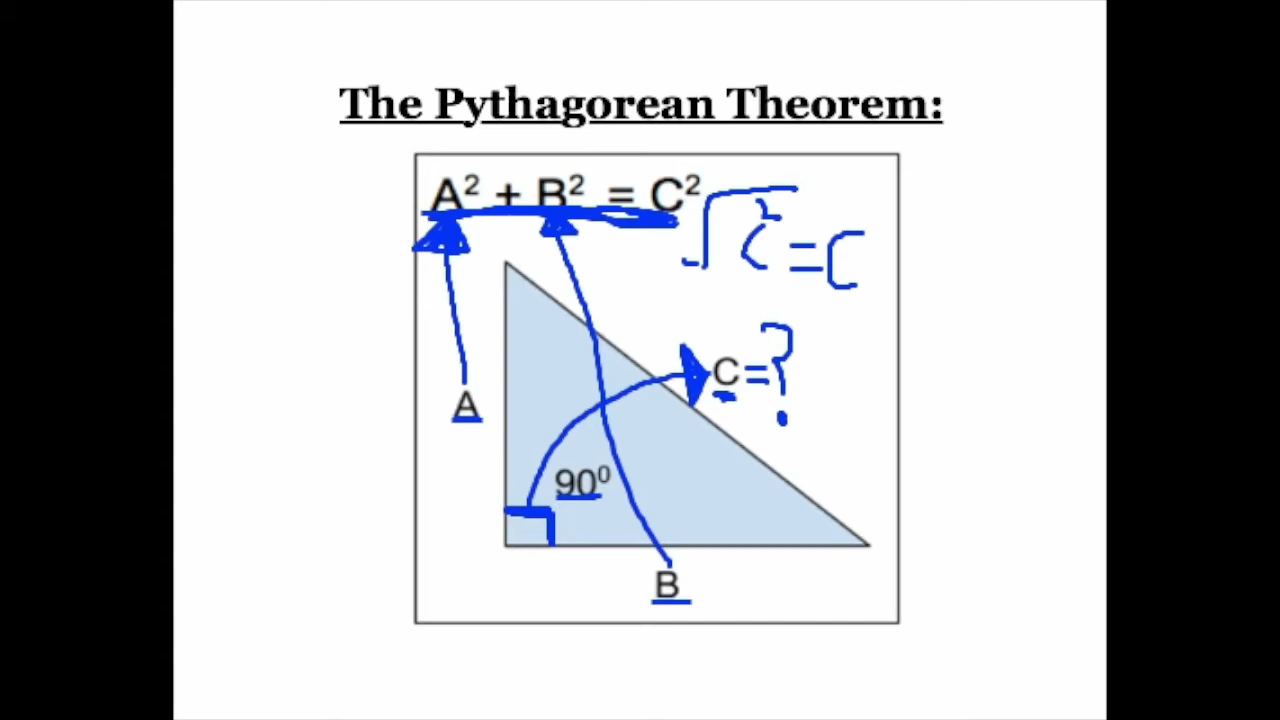 The Pythagorean Theorem:
A² + B² = C²
√c² = C
C = ?
A
90⁰
B